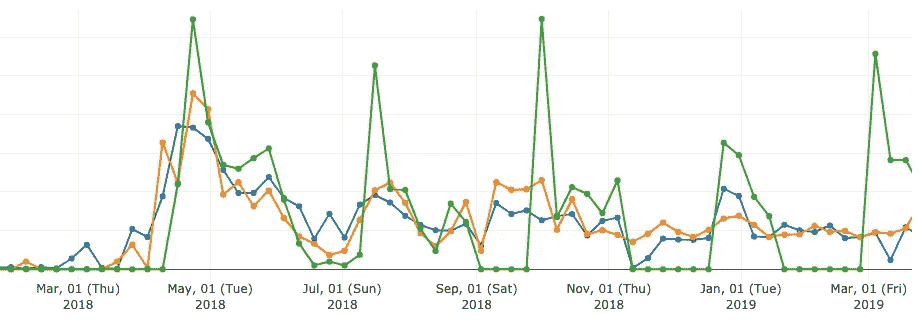 Mar, 01 (Thu) May, 01 (Tue) Jul, 01 (Sun) Sep, 01 (Sat) Nov, 01 (Thu) Jan, 01 (Tue) Mar, 01 (Fri)
2018 2018 2018 2018 2018 2019 2019